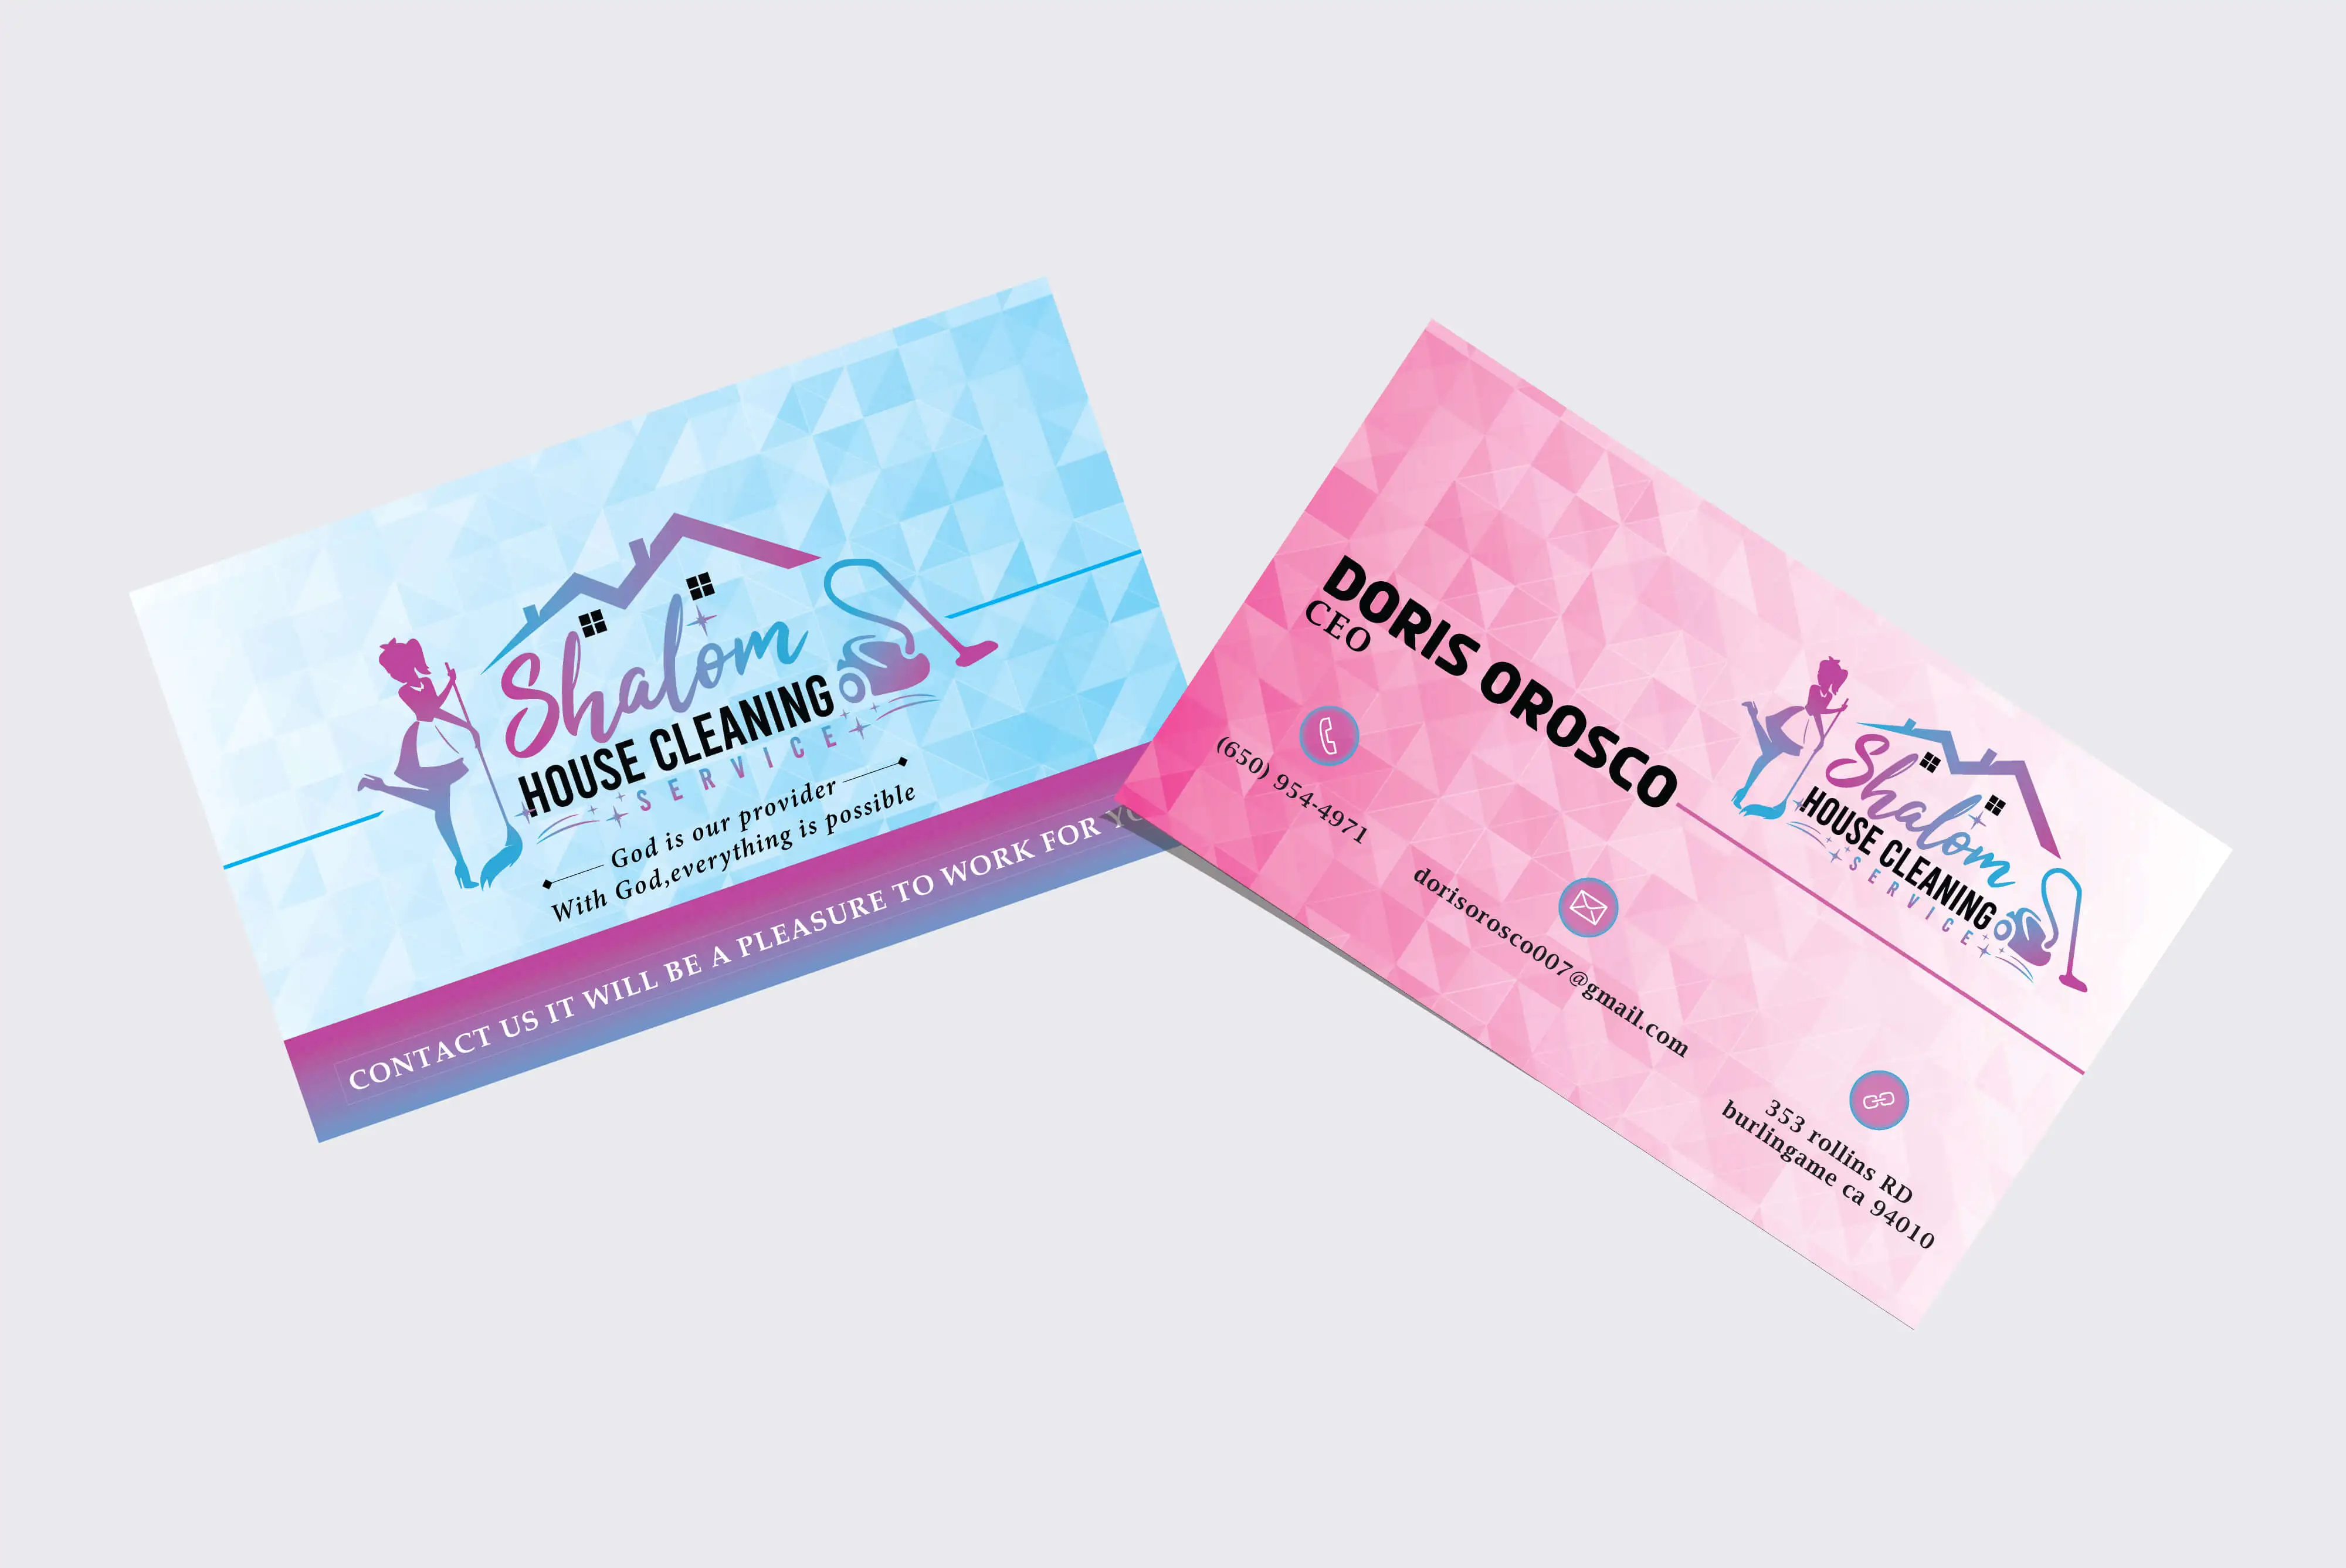 Shalom
HOUSE CLEANING
SERVICE
God is our provider
With God,everything is possible
CONTACT US IT WILL BE A PLEASURE TO WORK FOR
DORIS OROSCO
CEO
(650) 954-4971
dorisorosco007@gmail.com
353 rollins RD
burlingame ca 94010
Shalom
HOUSE CLEANING
SERVICE